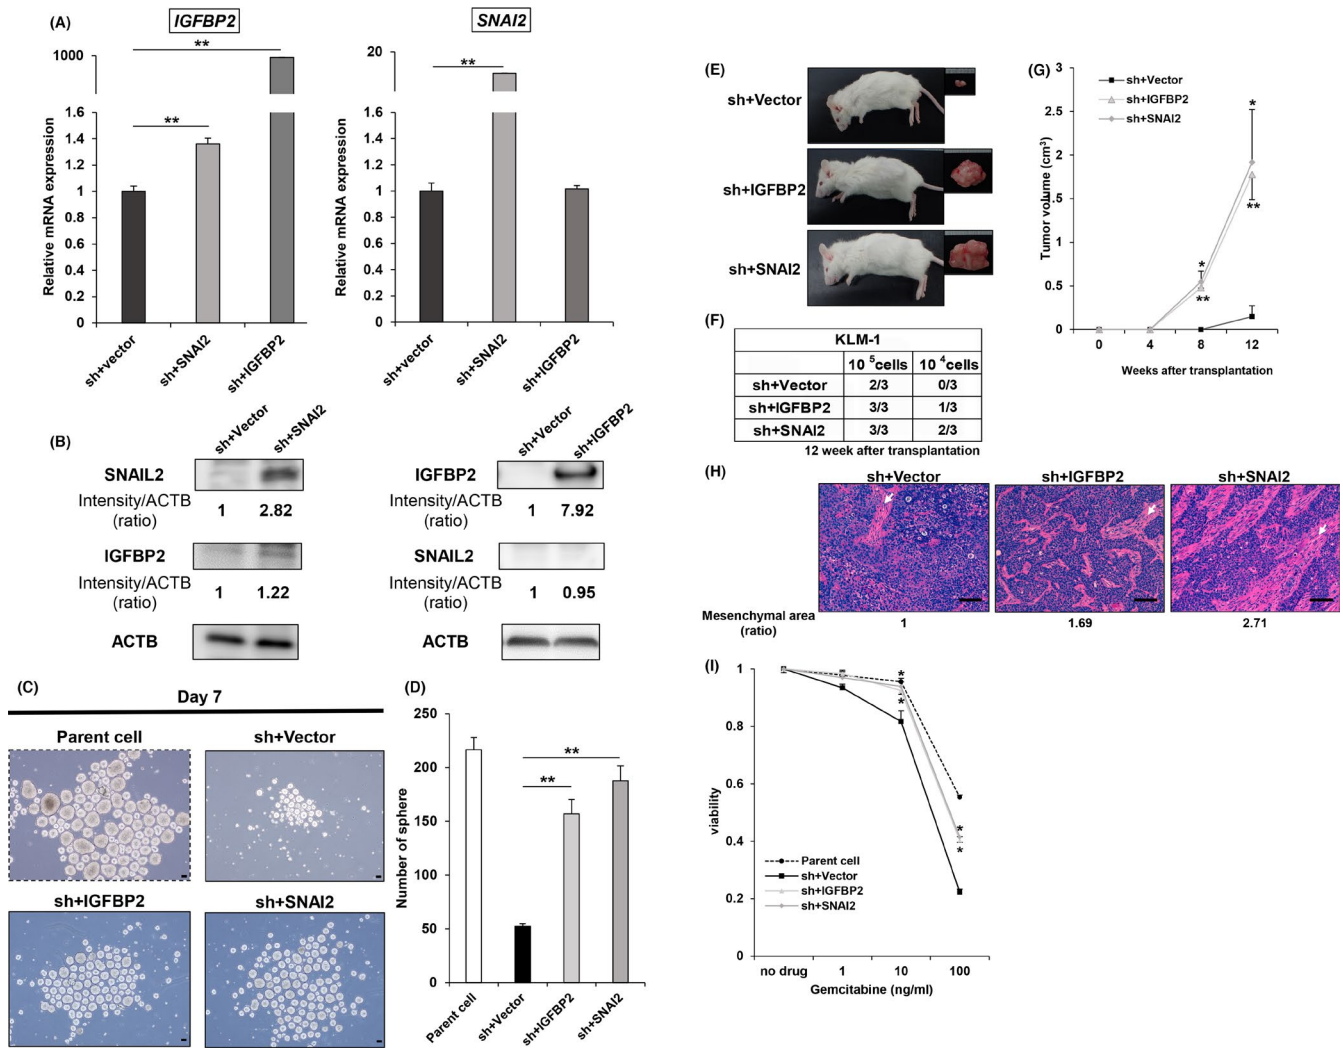 (A)
IGFBP2
**
**
1000
1.6
1.4
1.2
1
0.8
0.6
0.4
0.2
0
Relative mRNA expression
sh+vector
sh+SNAI2
sh+IGFBP2
SNAI2
**
20
1.6
1.4
1.2
1
0.8
0.6
0.4
0.2
0
Relative mRNA expression
sh+vector
sh+SNAI2
sh+IGFBP2
(B)
sh+Vector
sh+SNAI2
SNAIL2
Intensity/ACTB
(ratio)
1 2.82
IGFBP2
Intensity/ACTB
(ratio)
1 1.22
ACTB
sh+Vector
sh+IGFBP2
IGFBP2
Intensity/ACTB
(ratio)
1 7.92
SNAIL2
Intensity/ACTB
(ratio)
1 0.95
ACTB
(C)
Day 7
Parent cell
sh+Vector
sh+IGFBP2
sh+SNAI2
(D)
250
200
150
100
50
0
Number of sphere
**
**
Parent cell
sh+Vector
sh+IGFBP2
sh+SNAI2
(E)
sh+Vector
sh+IGFBP2
sh+SNAI2
(F)
KLM-1
10 5cells 10 4cells
sh+Vector 2/3 0/3
sh+IGFBP2 3/3 1/3
sh+SNAI2 3/3 2/3
12 week after transplantation
(G)
3
2.5
2
1.5
1
0.5
0
Tumor volume (cm3)
sh+Vector
sh+IGFBP2
sh+SNAI2
*
**
*
**
0 4 8 12
Weeks after transplantation
(H)
sh+Vector
sh+IGFBP2
sh+SNAI2
Mesenchymal area
(ratio)
1 1.69 2.71
(I)
1
0.8
0.6
0.4
0.2
0
viability
*
*
*
*
Parent cell
sh+Vector
sh+IGFBP2
sh+SNAI2
no drug 1 10 100
Gemcitabine (ng/ml)